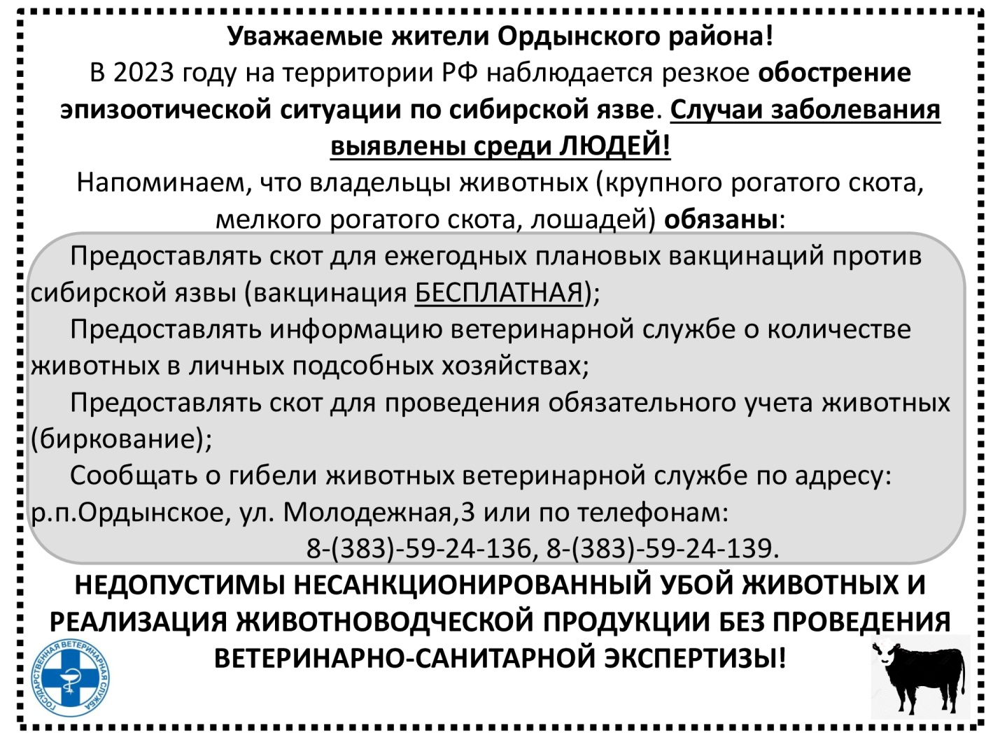 Уважаемые жители Ордынского района!
В 2023 году на территории РФ наблюдается резкое обострение
эпизоотической ситуации по сибирской язве. Случаи заболевания
выявлены среди ЛЮДЕЙ!
Напоминаем, что владельцы животных (крупного рогатого скота,
мелкого рогатого скота, лошадей) обязаны:
Предоставлять скот для ежегодных плановых вакцинаций против
сибирской язвы (вакцинация БЕСПЛАТНАЯ);
Предоставлять информацию ветеринарной службе о количестве
животных в личных подсобных хозяйствах;
Предоставлять скот для проведения обязательного учета животных
(биркование);
Сообщать о гибели животных ветеринарной службе по адресу:
р.п.Ордынское, ул. Молодежная,3 или по телефонам:
8-(383)-59-24-136, 8-(383)-59-24-139.
НЕДОПУСТИМЫ НЕСАНКЦИОНИРОВАННЫЙ УБОЙ ЖИВОТНЫХ И
РЕАЛИЗАЦИЯ ЖИВОТНОВОДЧЕСКОЙ ПРОДУКЦИИ БЕЗ ПРОВЕДЕНИЯ
ВЕТЕРИНАРНО-САНИТАРНОЙ ЭКСПЕРТИЗЫ!
ГОСУДАРСТВЕННАЯ ВЕТЕРИНАРНАЯ СЛУЖБА